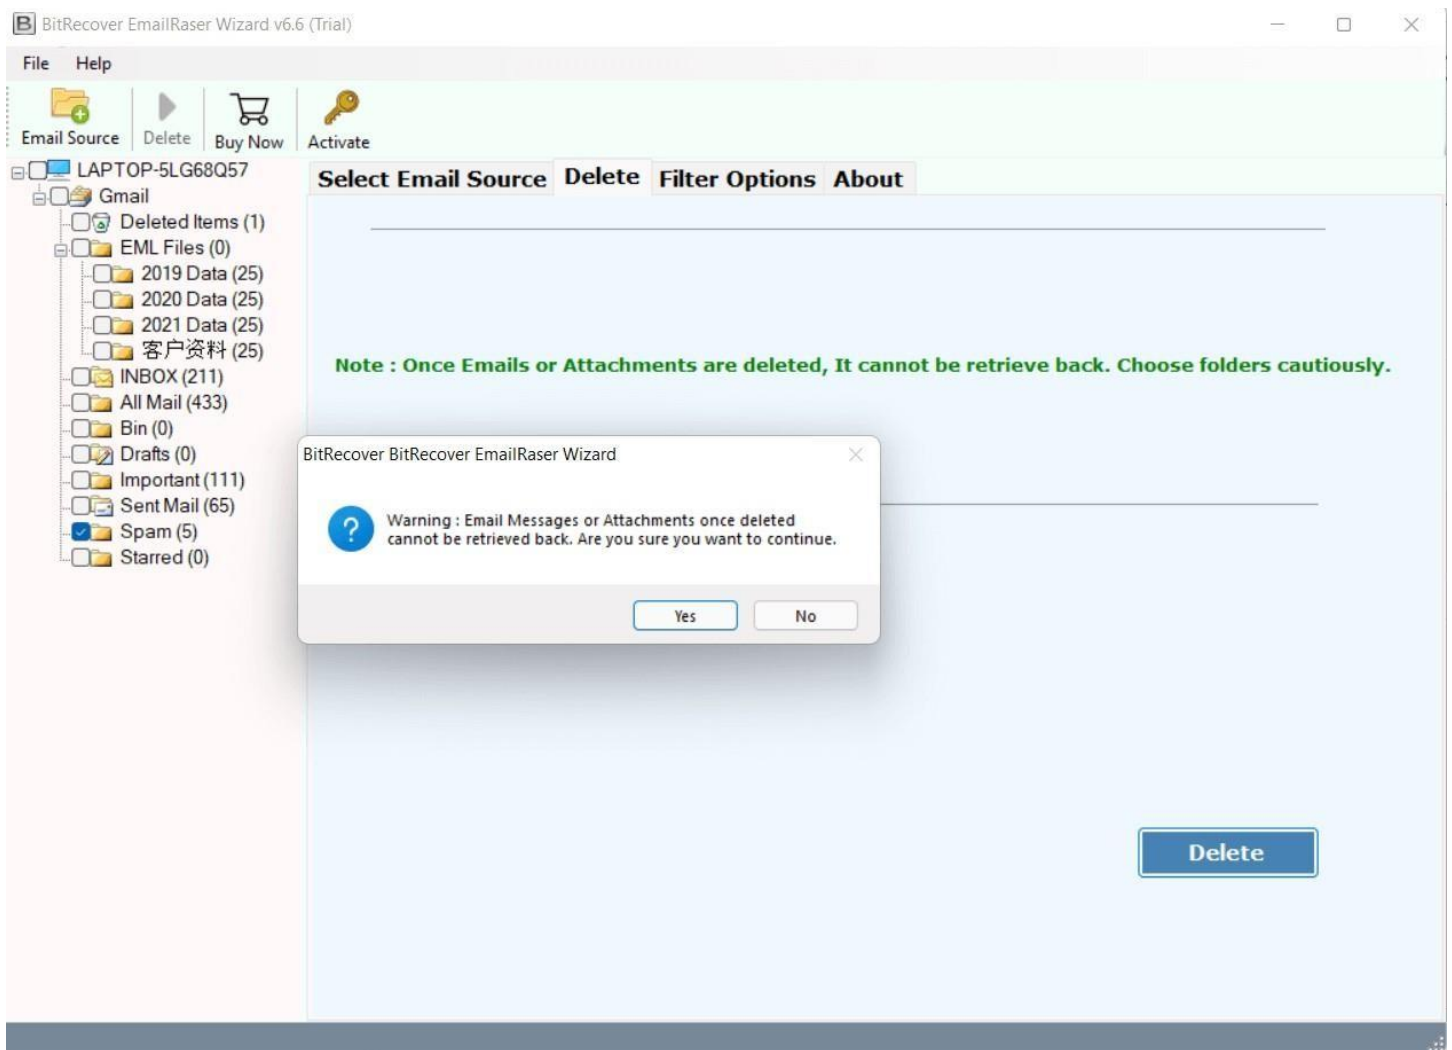 BitRecover EmailRaser Wizard v6.6 (Trial)
File Help
Email Source Delete Buy Now Activate
LAPTOP-5LG68Q57
Gmail
Deleted Items (1)
EML Files (0)
2019 Data (25)
2020 Data (25)
2021 Data (25)
客户资料 (25)
INBOX (211)
All Mail (433)
Bin (0)
Drafts (0)
Important (111)
Sent Mail (65)
Spam (5)
Starred (0)
Select Email Source Delete Filter Options About
Note : Once Emails or Attachments are deleted, It cannot be retrieve back. Choose folders cautiously.
BitRecover BitRecover EmailRaser Wizard
Warning : Email Messages or Attachments once deleted
cannot be retrieved back. Are you sure you want to continue.
Yes No
Delete